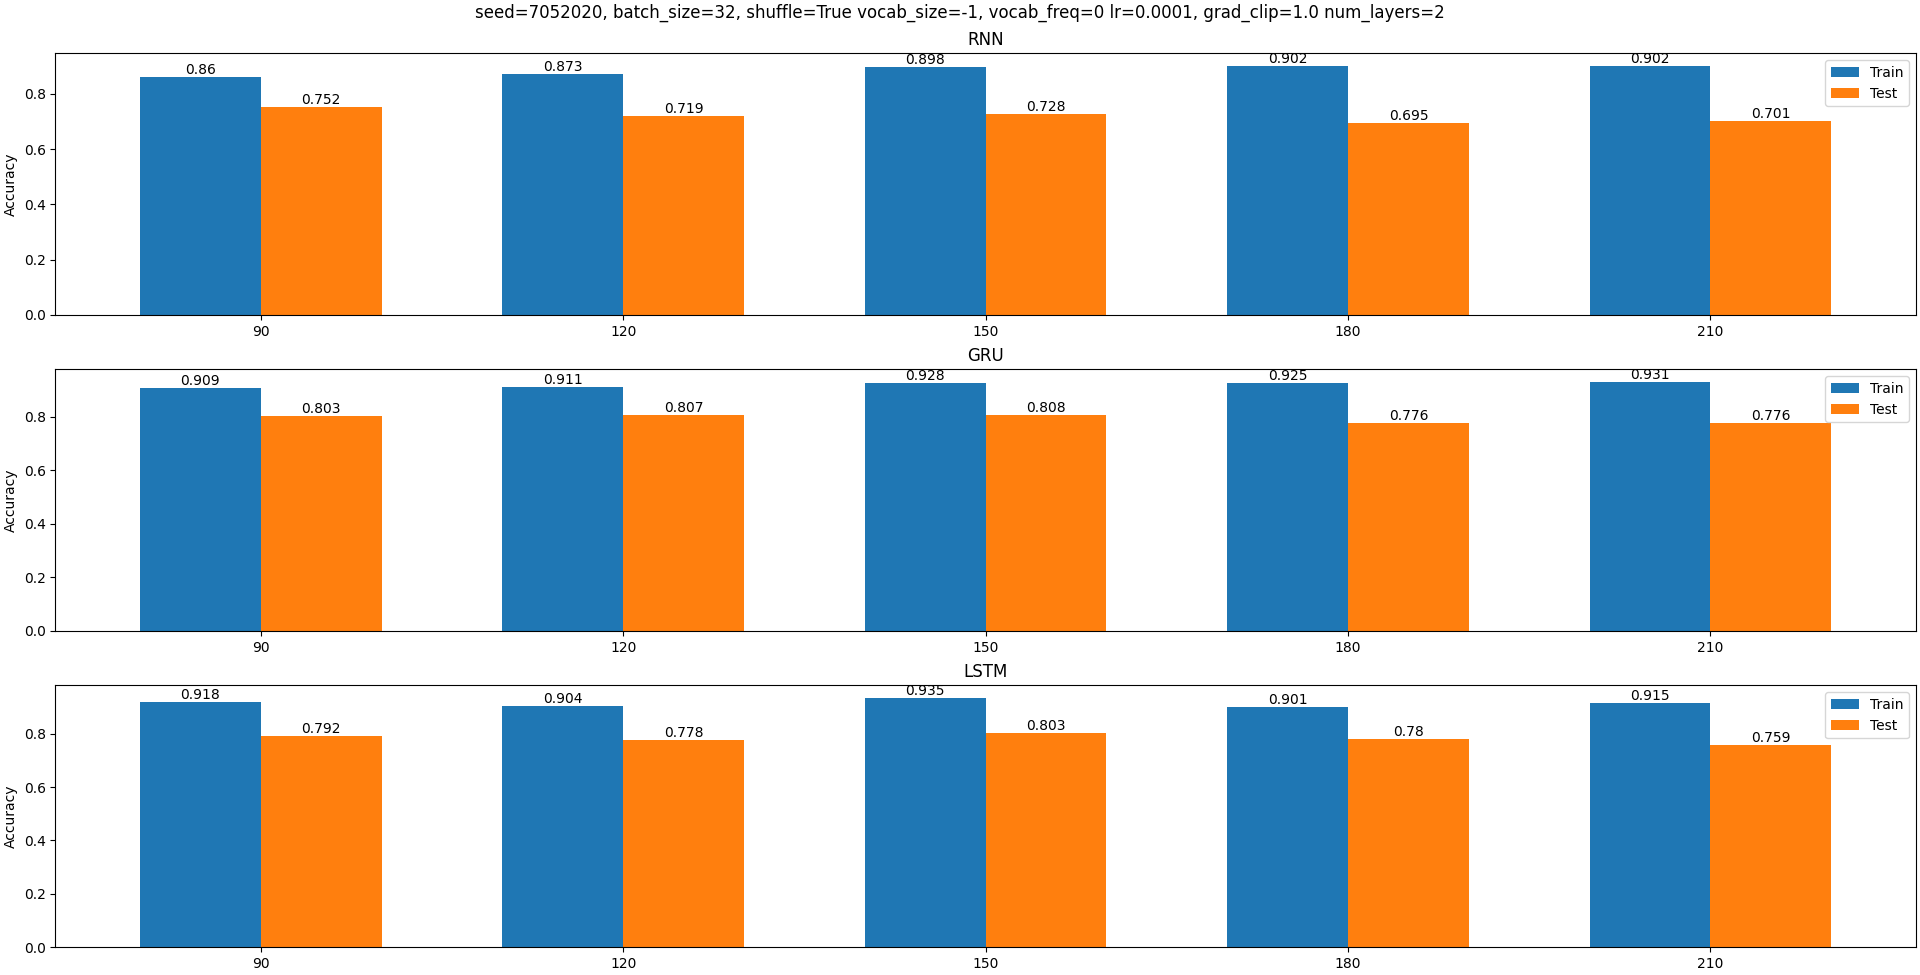 seed=7052020, batch_size=32, shuffle=True vocab_size=-1, vocab_freq=0 lr=0.0001, grad_clip=1.0 num_layers=2
RNN
0.86 0.752 0.873 0.719 0.898 0.728 0.902 0.695 0.902 0.701
Train
Test
Accuracy
0.8
0.6
0.4
0.2
0.0
90 120 150 180 210
GRU
0.909 0.803 0.911 0.807 0.928 0.808 0.925 0.776 0.931 0.776
Train
Test
Accuracy
0.8
0.6
0.4
0.2
0.0
90 120 150 180 210
LSTM
0.918 0.792 0.904 0.778 0.935 0.803 0.901 0.78 0.915 0.759
Train
Test
Accuracy
0.8
0.6
0.4
0.2
0.0
90 120 150 180 210